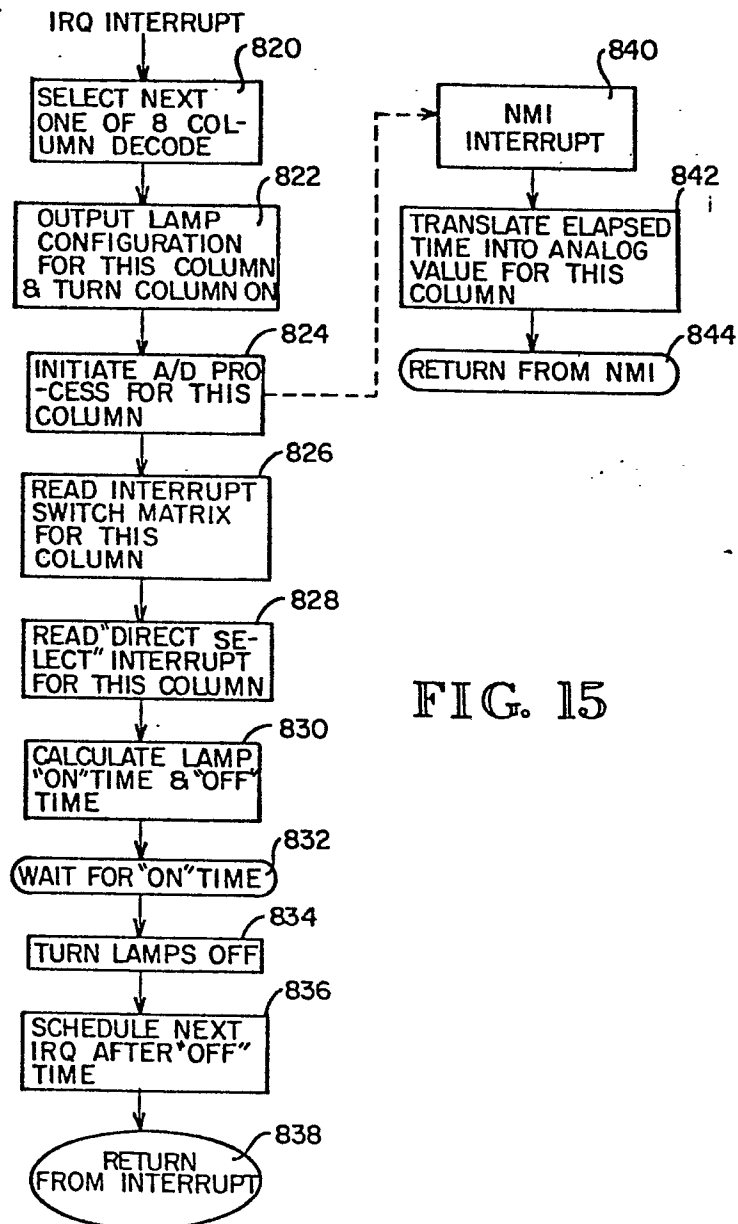 IRQ INTERRUPT
820
SELECT NEXT
ONE OF 8 COL-
UMN DECODE
822
OUTPUT LAMP
CONFIGURATION
FOR THIS COLUMN
& TURN COLUMN ON
824
INITIATE A/D PRO
-CESS FOR THIS
COLUMN
826
READ INTERRUPT
SWITCH MATRIX
FOR THIS
COLUMN
828
READ "DIRECT SE-
LECT" INTERRUPT
FOR THIS COLUMN
830
CALCULATE LAMP
"ON" TIME & "OFF"
TIME
832
WAIT FOR "ON" TIME
834
TURN LAMPS OFF
836
SCHEDULE NEXT
IRQ AFTER "OFF"
TIME
838
RETURN
FROM INTERRUPT
840
NMI
INTERRUPT
842
TRANSLATE ELAPSED
TIME INTO ANALOG
VALUE FOR THIS
COLUMN
844
RETURN FROM NMI
FIG. 15